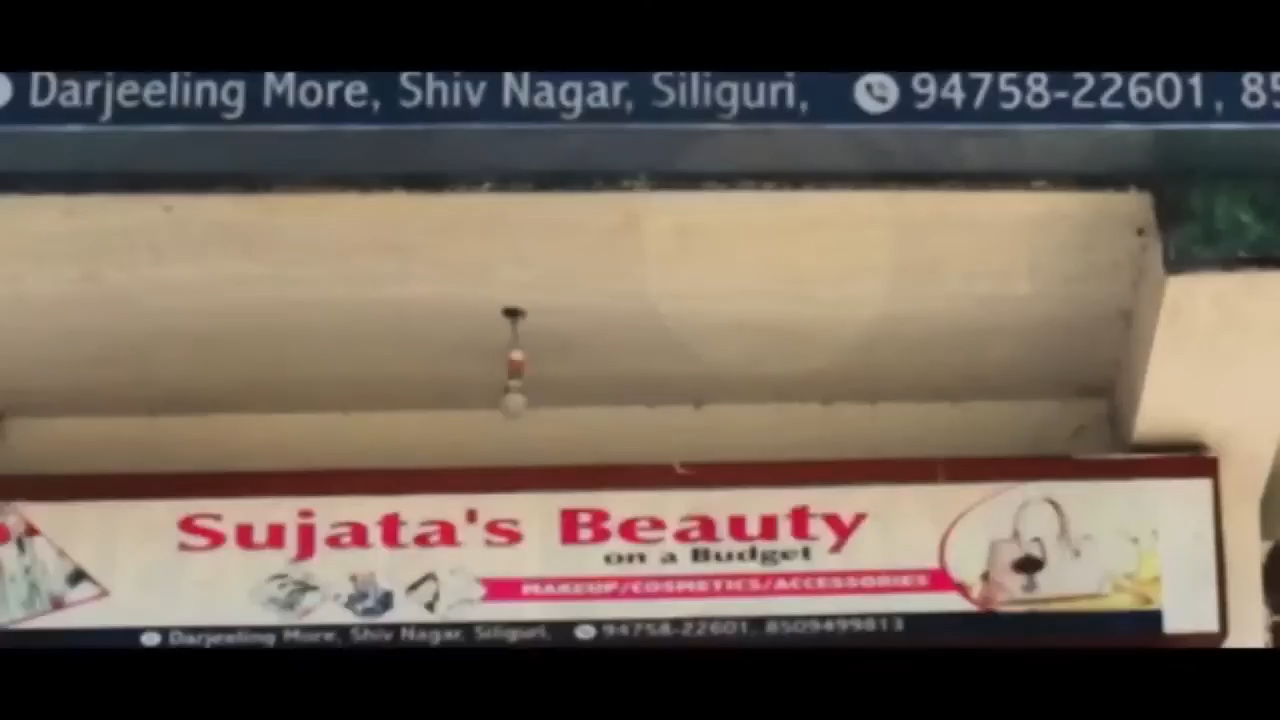 Darjeeling More, Shiv Nagar, Siliguri, 94758-22601, 85
Sujata's Beauty
on a Budget
MAKEUP/COSMETICS/ACCESSORIES
Darjeeling More, Shiv Nagar, Siliguri, 94758-22601, 8509499813